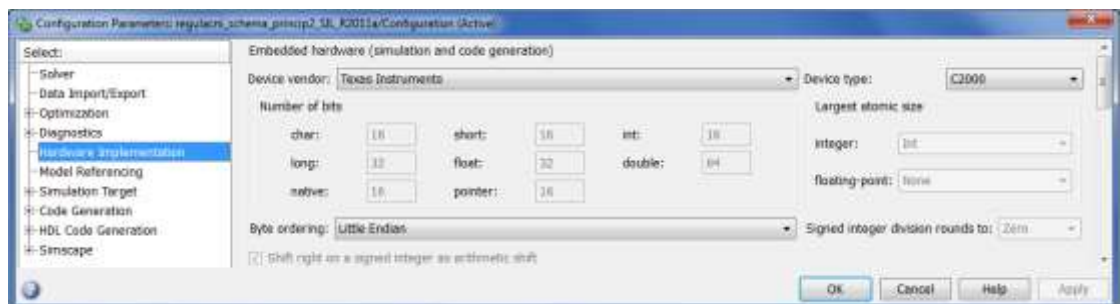 Configuration Parameters: regulacni_schema_princip2_SIL_R2011a/Configuration (Active)
Select:
Solver
Data Import/Export
Optimization
Diagnostics
Hardware Implementation
Model Referencing
Simulation Target
Code Generation
HDL Code Generation
Simscape
Embedded hardware (simulation and code generation)
Device vendor: Texas Instruments Device type: C2000
Number of bits Largest atomic size
char: 16 short: 16 int: 16
integer: Int
long: 32 float: 32 double: 64
floating-point: None
native: 16 pointer: 16
Byte ordering: Little Endian Signed integer division rounds to: Zero
Shift right on a signed integer as arithmetic shift
OK Cancel Help Apply